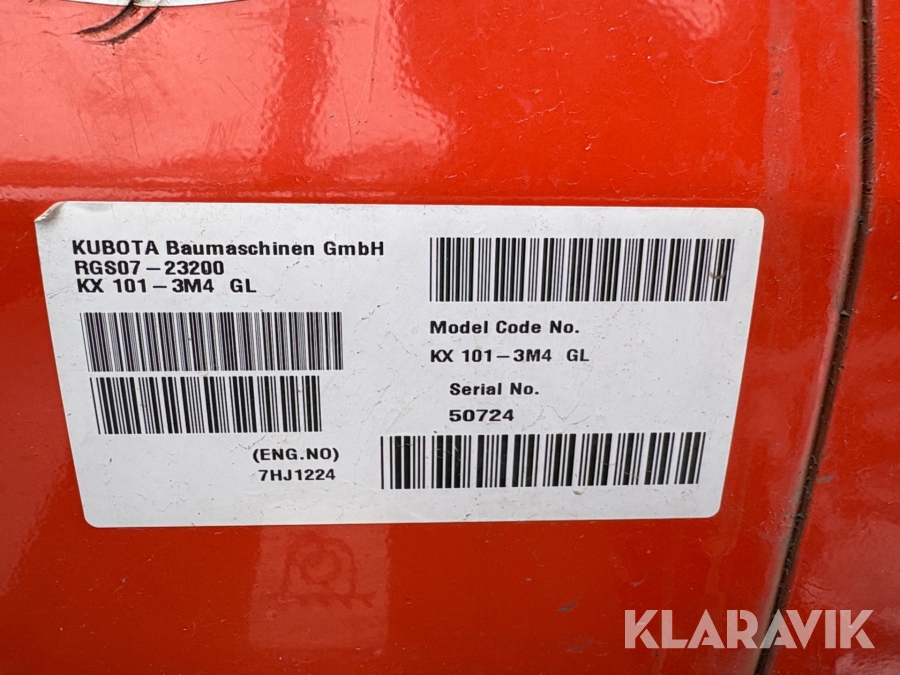 KUBOTA Baumaschinen GmbH
RGS07-23200
KX 101-3M4 GL
Model Code No.
KX 101-3M4 GL
Serial No.
50724
(ENG.NO)
7HJ1224
KLARAVIK